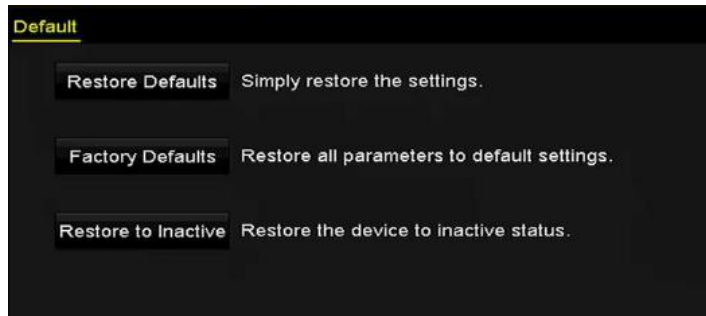 Default
Restore Defaults Simply restore the settings.
Factory Defaults Restore all parameters to default settings.
Restore to Inactive Restore the device to inactive status.